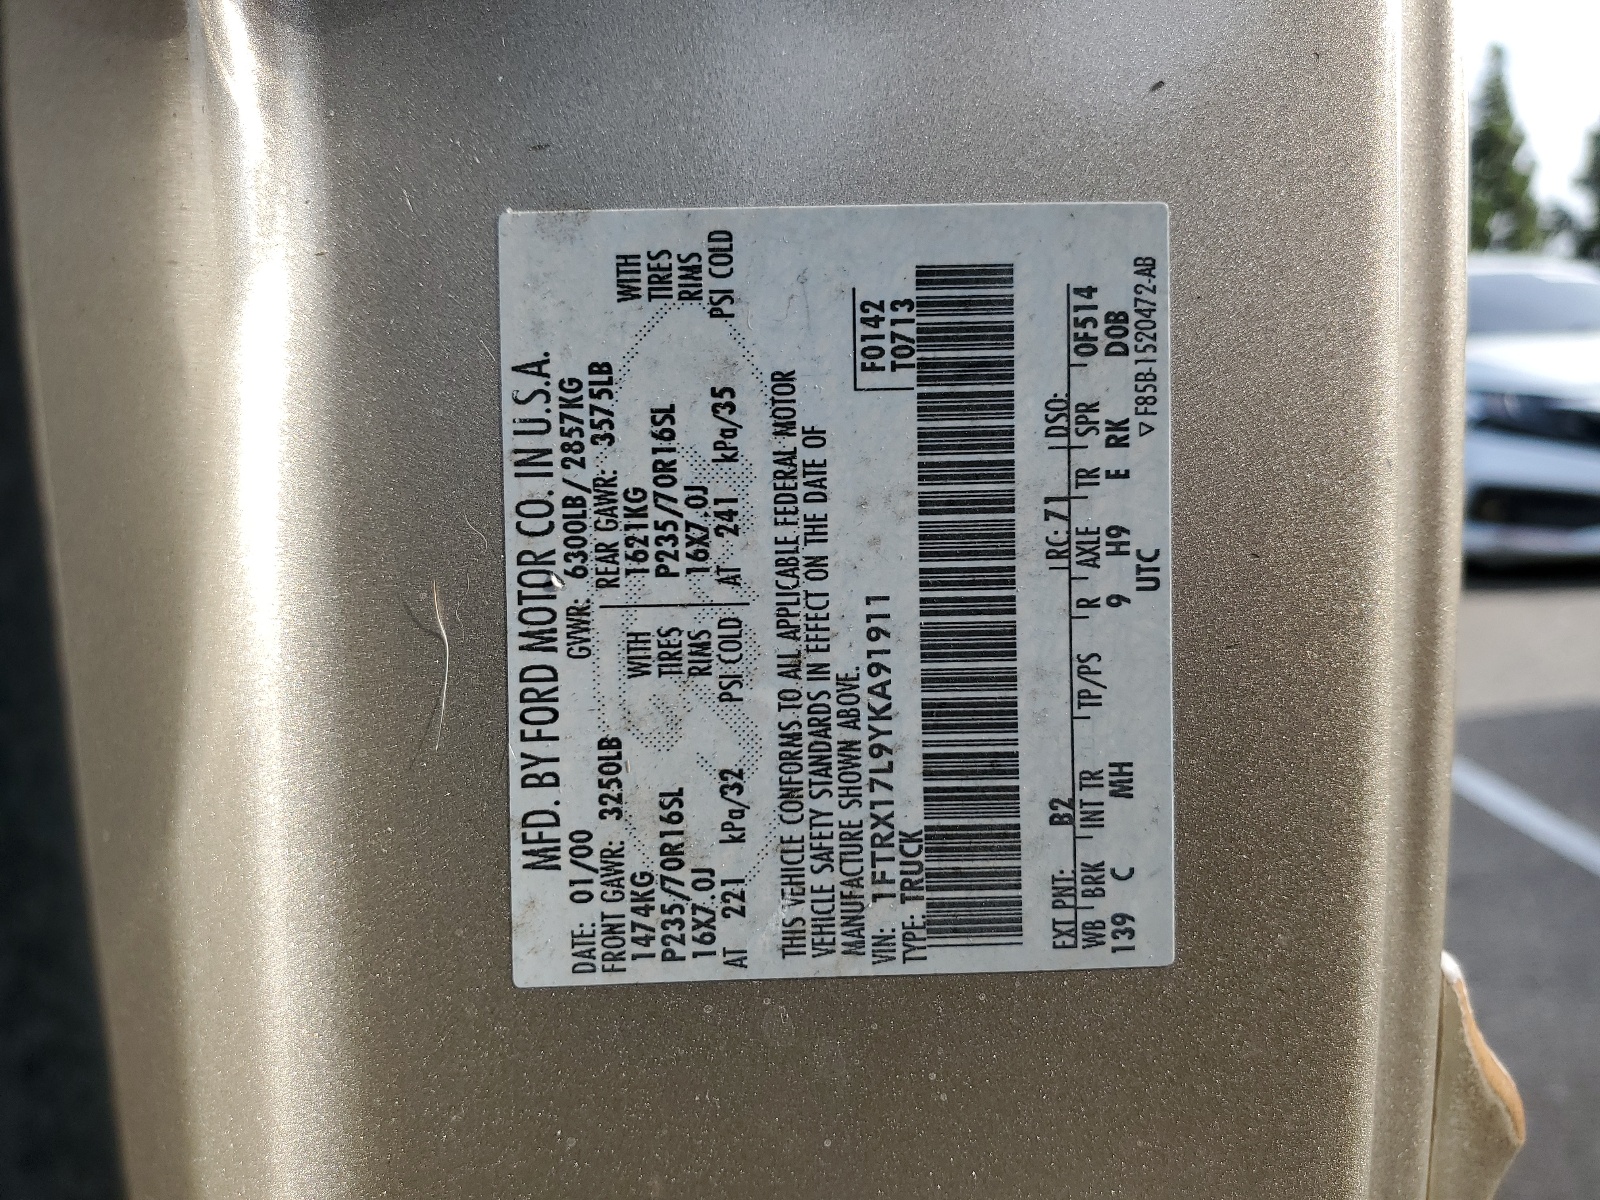 MFD. BY FORD MOTOR CO. IN U.S.A.
DATE: 01/00 GVWR: 6300LB/ 2857KG
FRONT GAWR: 3250LB REAR GAWR: 3575LB
1474KG WITH 1621KG WITH
P235/70R16SL TIRES P235/70R16SL TIRES
16X7.0J RIMS 16X7.0J RIMS
AT 221 kPa/32 PSI COLD AT 241 kPa/35 PSI COLD
THIS VEHICLE CONFORMS TO ALL APPLICABLE FEDERAL MOTOR
VEHICLE SAFETY STANDARDS IN EFFECT ON THE DATE OF
MANUFACTURE SHOWN ABOVE.
VIN: 1FTRX17L9YKA91911 F0142
TYPE: TRUCK T0713
EXT PNT: B2 RC: 71 DSO:
WB BRK INT TR TP/PS R AXLE TR SPR 0F514
139 C MH 9 H9 E RK D0B
UTC ▽ F85B-1520472-AB